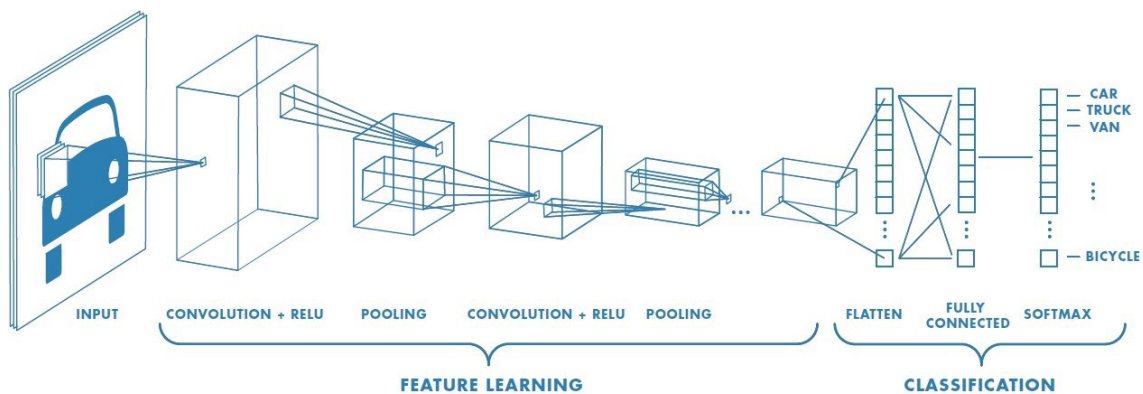 CAR
TRUCK
VAN
BICYCLE
INPUT
CONVOLUTION + RELU
POOLING
CONVOLUTION + RELU
POOLING
FLATTEN
FULLY
CONNECTED
SOFTMAX
FEATURE LEARNING
CLASSIFICATION